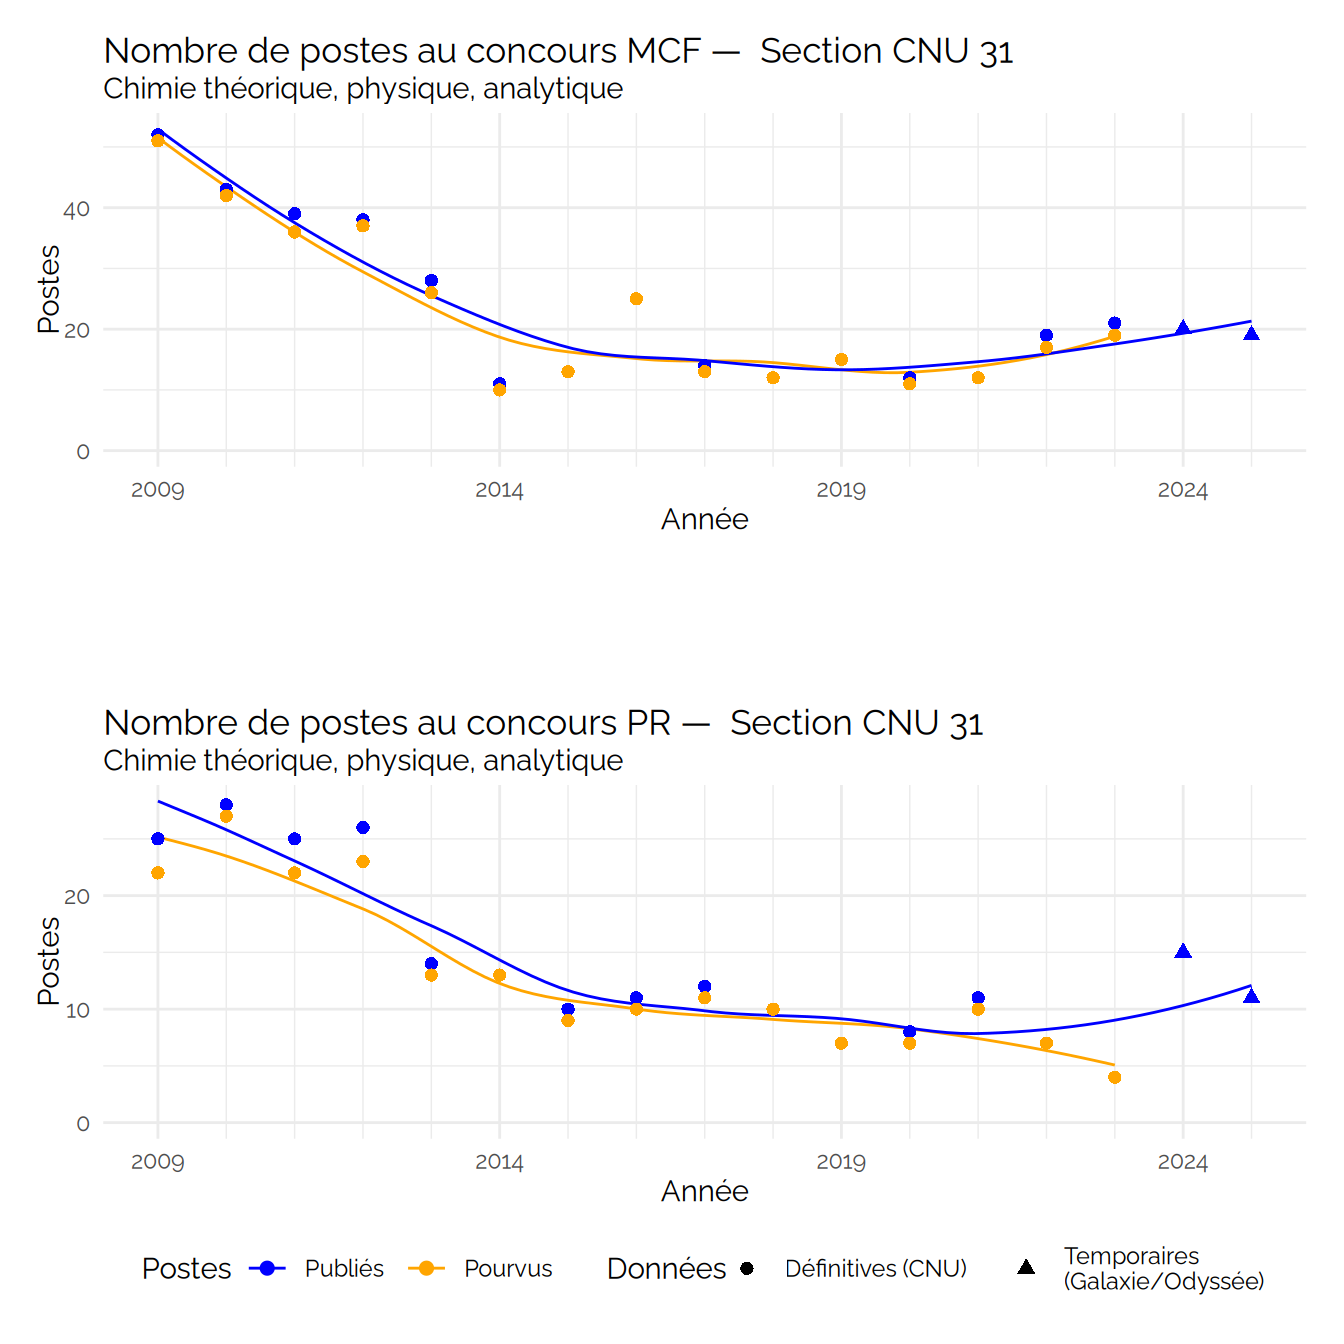 Nombre de postes au concours MCF —  Section CNU 31
Chimie théorique, physique, analytique
Postes
40
20
0
2009
2014
2019
2024
Année
Nombre de postes au concours PR —  Section CNU 31
Chimie théorique, physique, analytique
Postes
20
10
0
2009
2014
2019
2024
Année
Postes
Publiés
Pourvus
Données
Définitives (CNU)
Temporaires
(Galaxie/Odyssée)